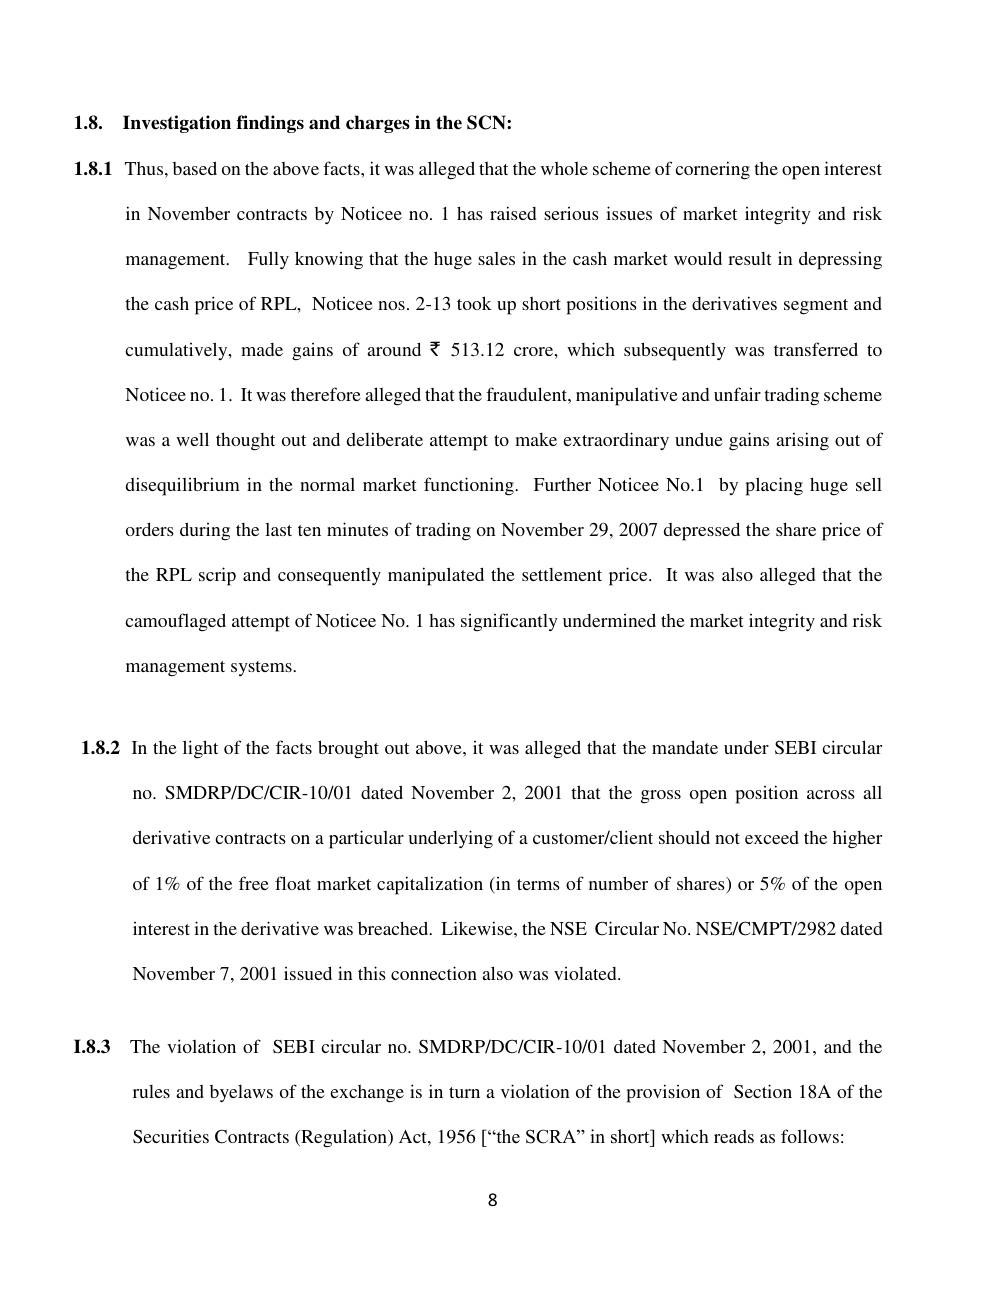 1.8. Investigation findings and charges in the SCN:
1.8.1 Thus, based on the above facts, it was alleged that the whole scheme of cornering the open interest
in November contracts by Noticee no. 1 has raised serious issues of market integrity and risk
management. Fully knowing that the huge sales in the cash market would result in depressing
the cash price of RPL, Noticee nos. 2-13 took up short positions in the derivatives segment and
cumulatively, made gains of around ₹ 513.12 crore, which subsequently was transferred to
Noticee no. 1. It was therefore alleged that the fraudulent, manipulative and unfair trading scheme
was a well thought out and deliberate attempt to make extraordinary undue gains arising out of
disequilibrium in the normal market functioning. Further Noticee No.1 by placing huge sell
orders during the last ten minutes of trading on November 29, 2007 depressed the share price of
the RPL scrip and consequently manipulated the settlement price. It was also alleged that the
camouflaged attempt of Noticee No. 1 has significantly undermined the market integrity and risk
management systems.
1.8.2 In the light of the facts brought out above, it was alleged that the mandate under SEBI circular
no. SMDRP/DC/CIR-10/01 dated November 2, 2001 that the gross open position across all
derivative contracts on a particular underlying of a customer/client should not exceed the higher
of 1% of the free float market capitalization (in terms of number of shares) or 5% of the open
interest in the derivative was breached. Likewise, the NSE Circular No. NSE/CMPT/2982 dated
November 7, 2001 issued in this connection also was violated.
I.8.3 The violation of SEBI circular no. SMDRP/DC/CIR-10/01 dated November 2, 2001, and the
rules and byelaws of the exchange is in turn a violation of the provision of Section 18A of the
Securities Contracts (Regulation) Act, 1956 [“the SCRA” in short] which reads as follows:
8